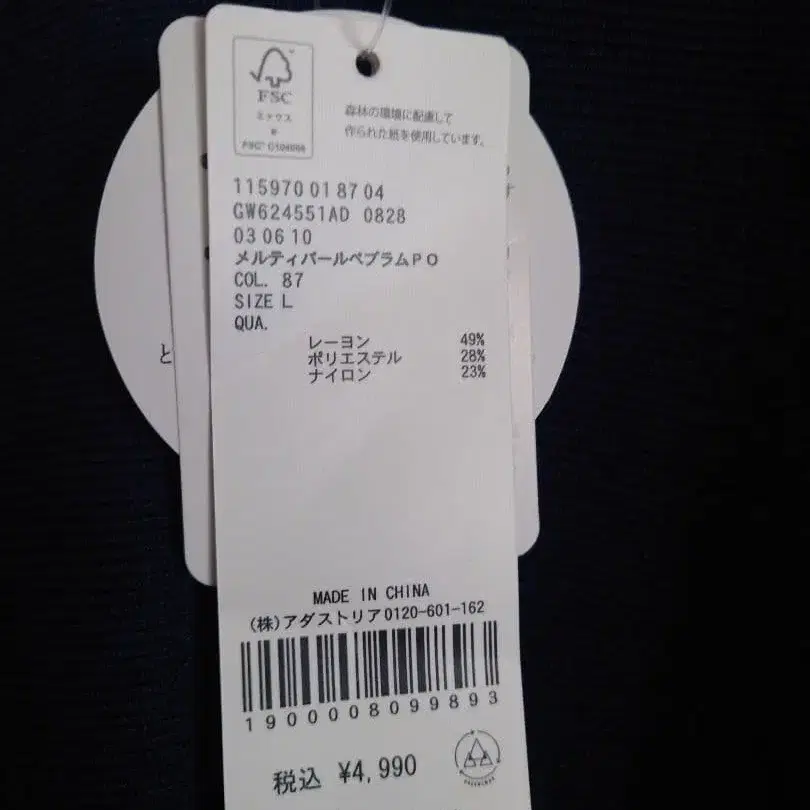 FSC
ミックス
FSC® C104066
森林の環境に配慮して
作られた紙を使用しています。
115970 01 87 04
GW624551AD 0828
03 06 10
メルティパールペプラムPO
COL. 87
SIZE L
QUA.
レーヨン 49%
ポリエステル 28%
ナイロン 23%
と
MADE IN CHINA
(株)アダストリア0120-601-162
1900008099893
税込 ¥4,990